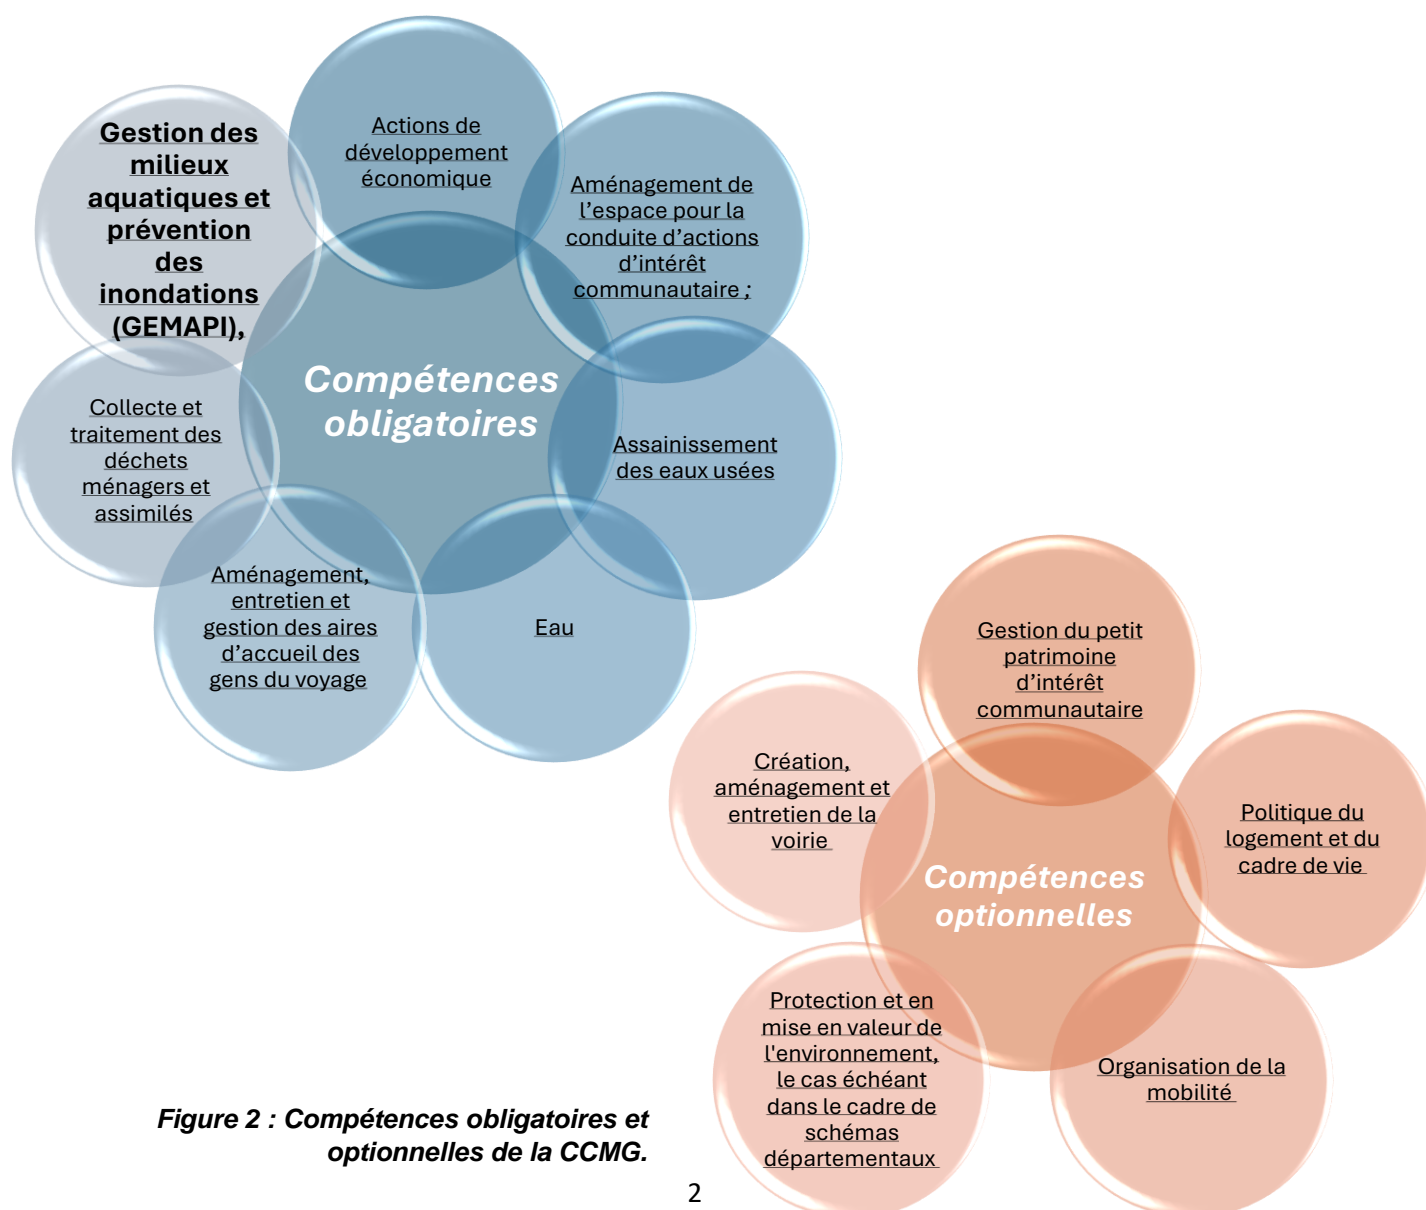 Actions de
développement
économique
Gestion des
milieux
aquatiques et
prévention
des
inondations
(GEMAPI),
Aménagement de
l’espace pour la
conduite d’actions
d’intérêt
communautaire ;
Compétences
obligatoires
Collecte et
traitement des
déchets
ménagers et
assimilés
Assainissement
des eaux usées
Aménagement,
entretien et
gestion des aires
d’accueil des
gens du voyage
Eau
Gestion du petit
patrimoine
d’intérêt
communautaire
Création,
aménagement et
entretien de la
voirie
Politique du
logement et du
cadre de vie
Compétences
optionnelles
Protection et en
mise en valeur de
l'environnement,
le cas échéant
dans le cadre de
schémas
départementaux
Organisation de la
mobilité
Figure 2 : Compétences obligatoires et
optionnelles de la CCMG.
2